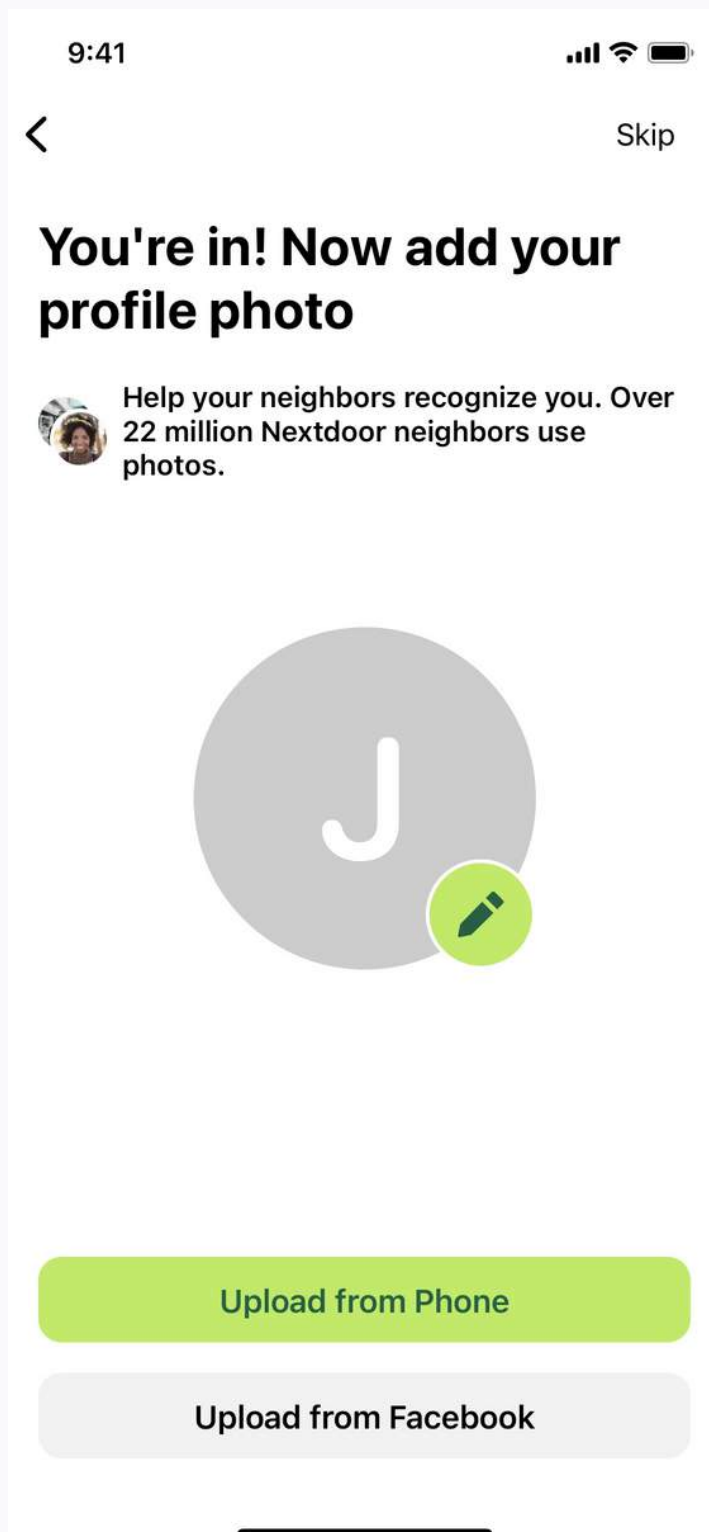 9:41
Skip
You're in! Now add your
profile photo
Help your neighbors recognize you. Over
22 million Nextdoor neighbors use
photos.
J
Upload from Phone
Upload from Facebook